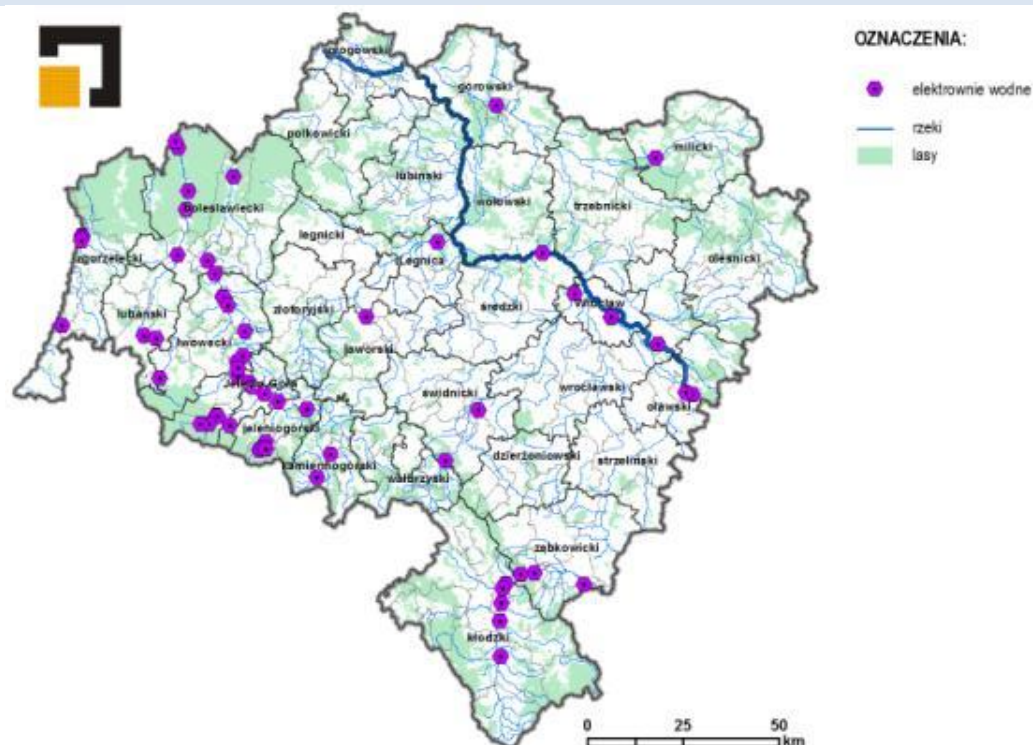 OZNACZENIA:
elektrownie wodne
rzeki
lasy
głogowski
górowski
polkowicki
lubiński
milicki
wołowski
trzebnicki
bolesławiecki
legnicki
Legnica
oleśnicki
zgorzelecki
lubański
złotoryjski
średzki
Wrocław
lwowecki
jaworski
Jelenia Góra
świdnicki
wrocławski
oławski
jeleniogórski
kamiennogórski
wałbrzyski
dzierżoniowski
strzeliński
ząbkowicki
kłodzki
0 25 50
km